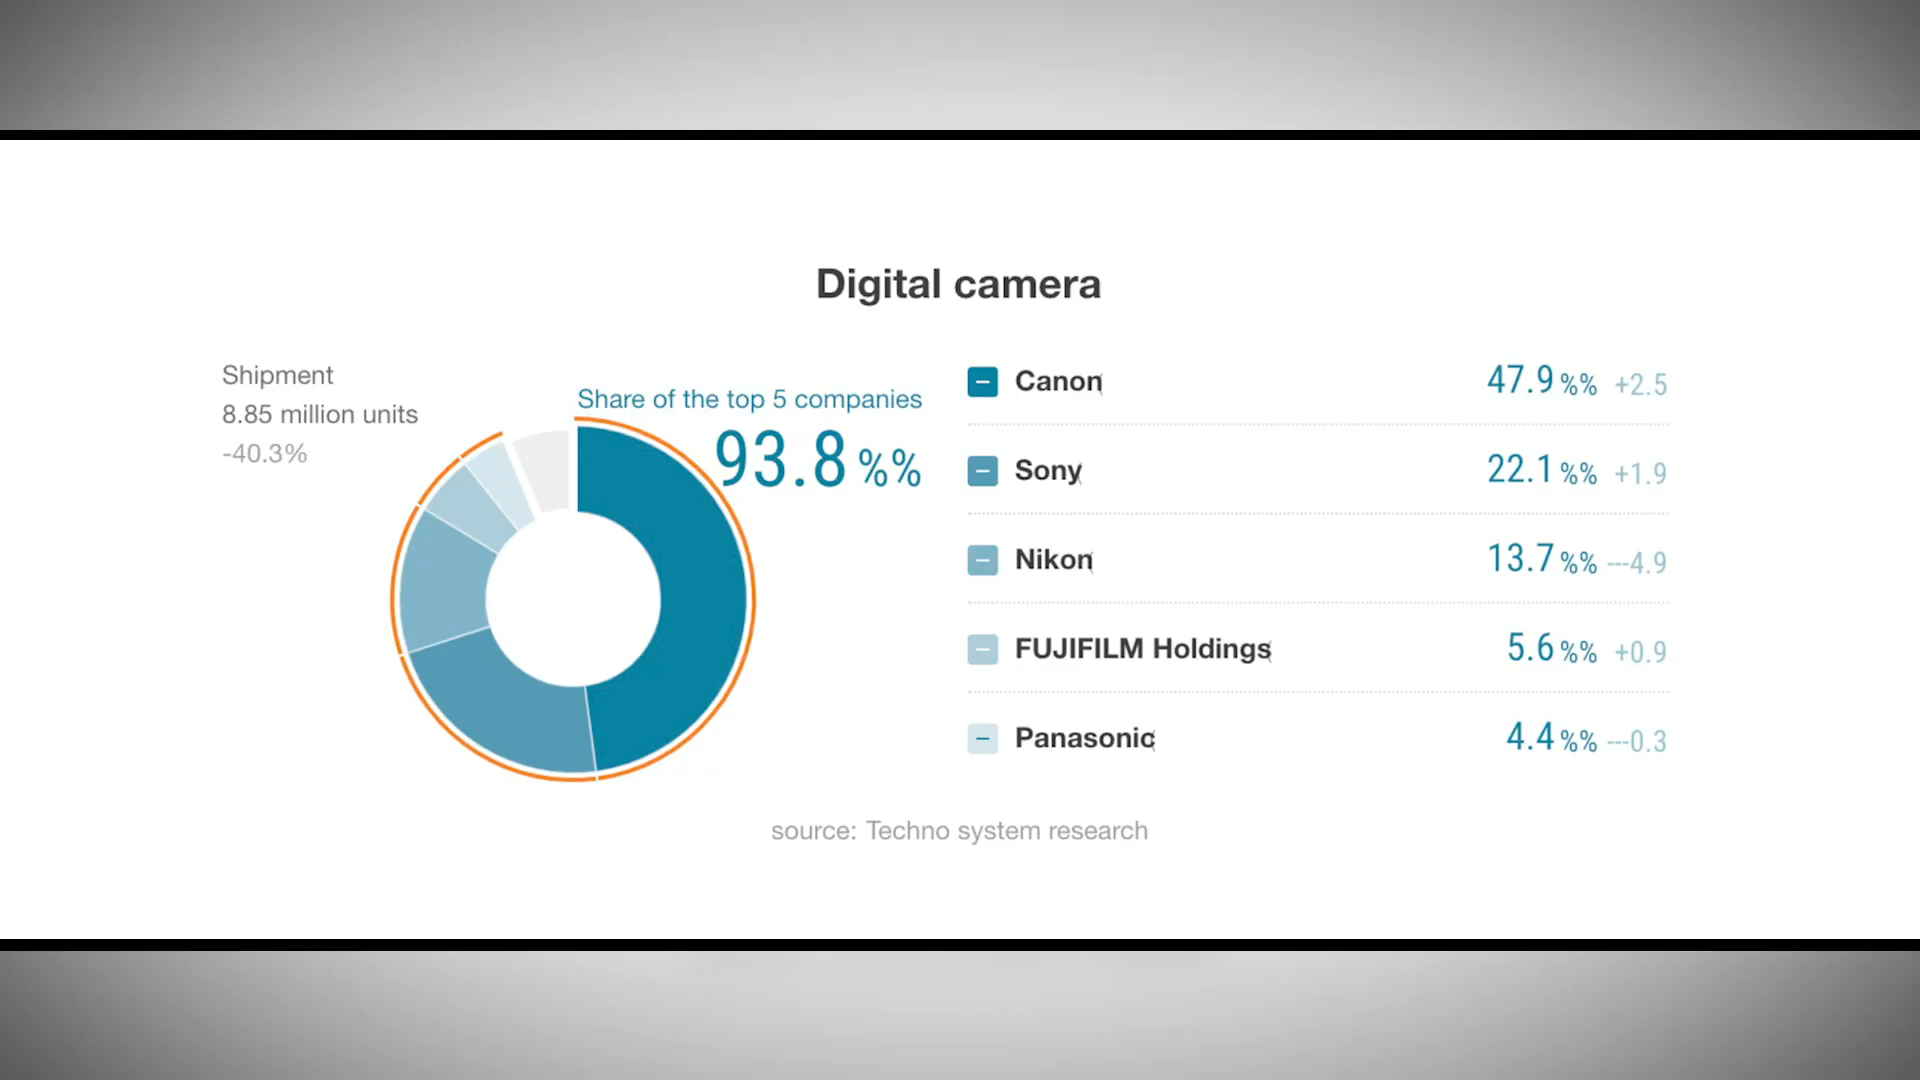 Digital camera
Shipment
8.85 million units
-40.3%
Share of the top 5 companies
93.8 %%
Canon 47.9 %% +2.5
Sony 22.1 %% +1.9
Nikon 13.7 %% ---4.9
FUJIFILM Holdings 5.6 %% +0.9
Panasonic 4.4 %% ---0.3
source: Techno system research